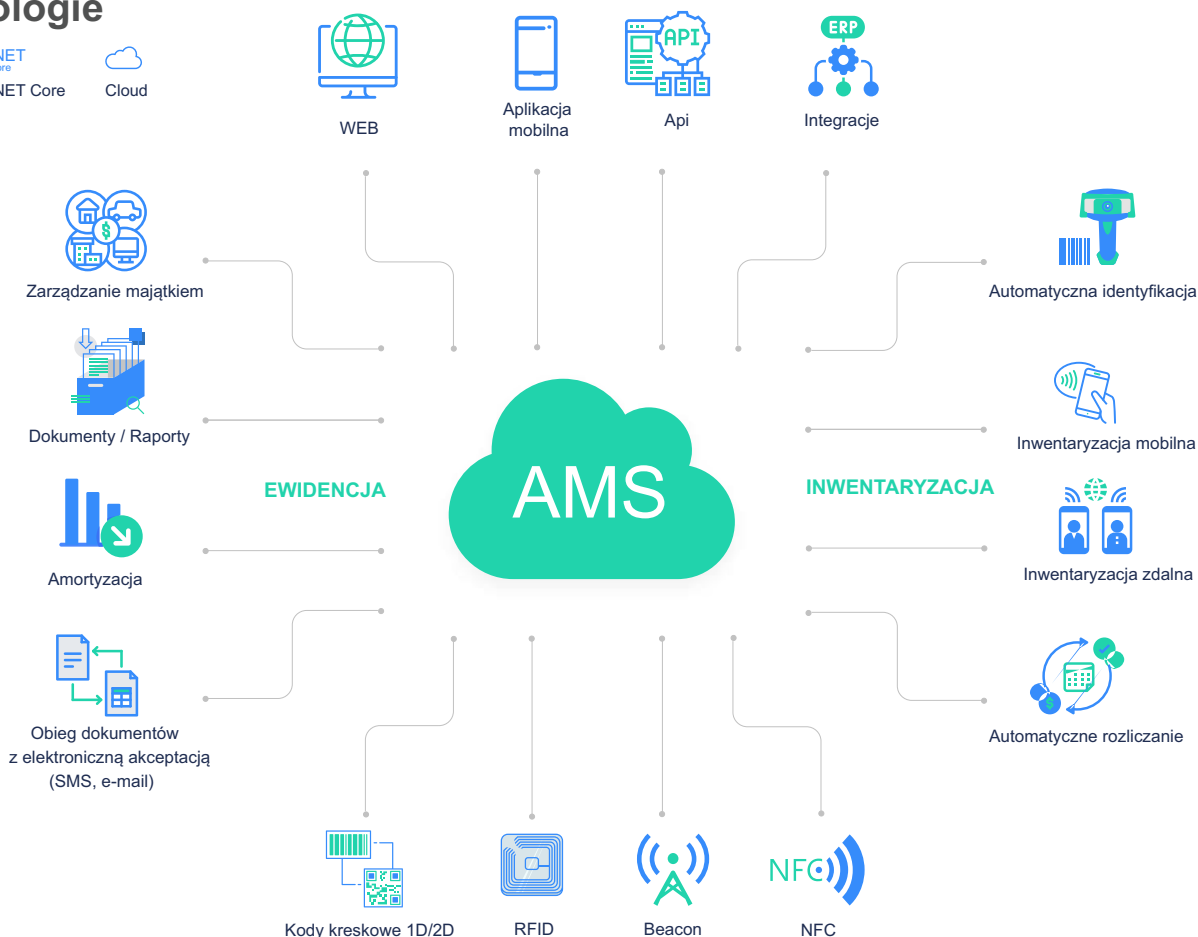 ologie
NET
ore
NET Core
Cloud
WEB
Aplikacja
mobilna
API
Api
ERP
Integracje
Zarządzanie majątkiem
Automatyczna identyfikacja
Dokumenty / Raporty
Inwentaryzacja mobilna
EWIDENCJA
AMS
INWENTARYZACJA
Amortyzacja
Inwentaryzacja zdalna
Obieg dokumentów
z elektroniczną akceptacją
(SMS, e-mail)
Automatyczne rozliczanie
NFC
Kody kreskowe 1D/2D
RFID
Beacon
NFC